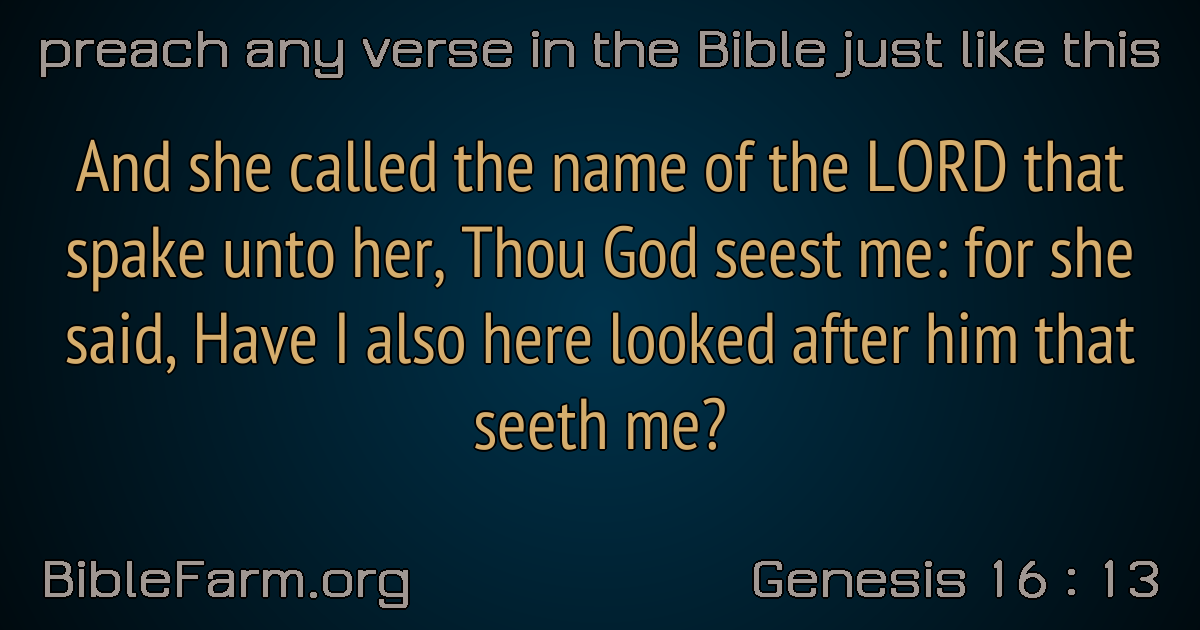 preach any verse in the Bible just like this
And she called the name of the LORD that
spake unto her, Thou God seest me: for she
said, Have I also here looked after him that
seeth me?
BibleFarm.org
Genesis 16 : 13